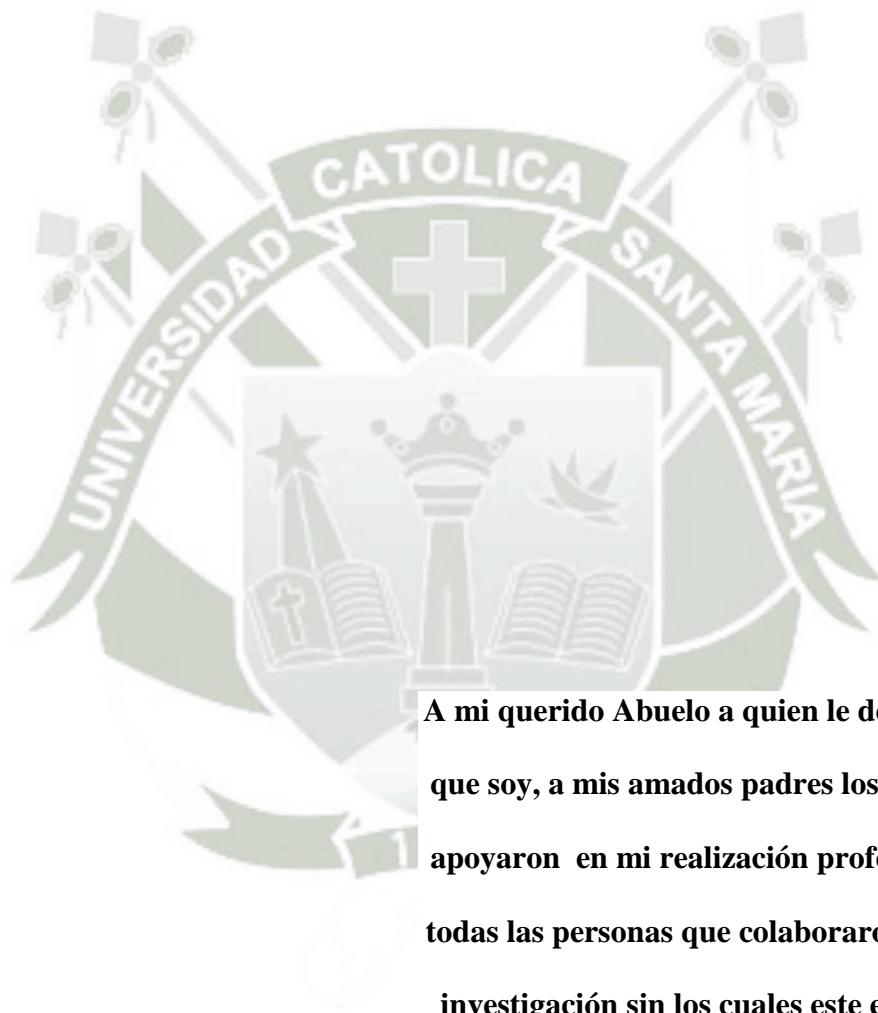 UNIVERSIDAD
CATOLICA
SANTA MARIA
1
A mi querido Abuelo a quien le
que soy, a mis amados padres los
apoyaron en mi realización
todas las personas que
investigación sin los cuales este